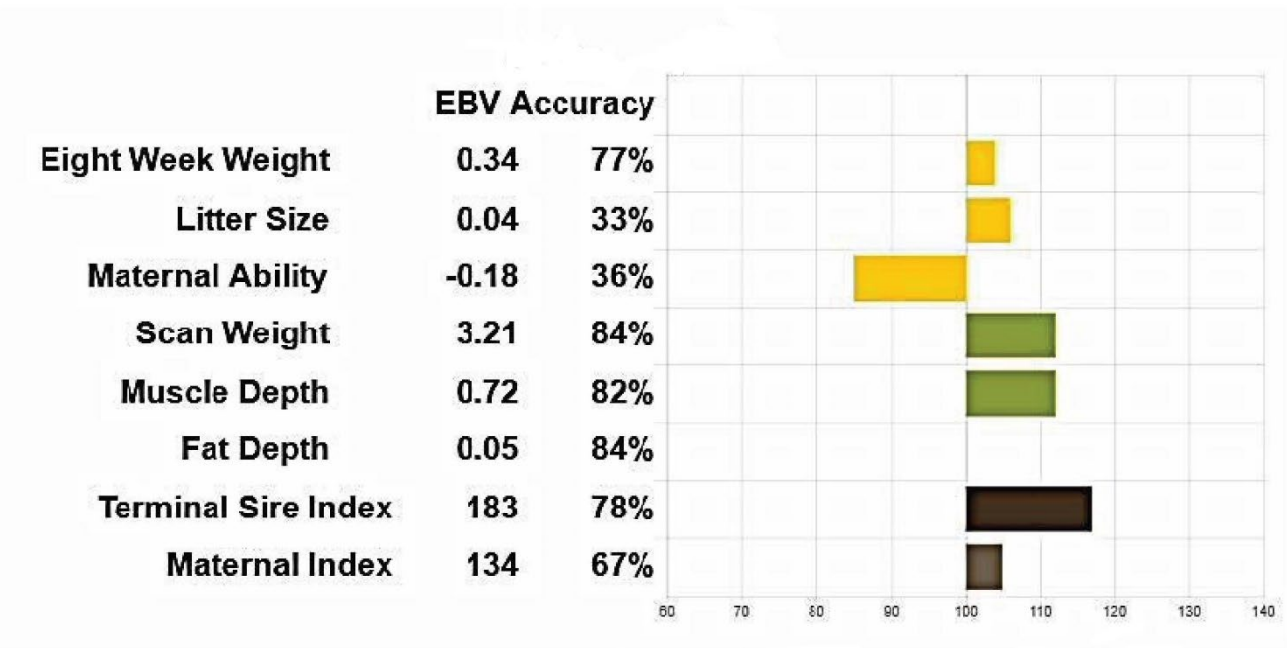 EBV Accuracy
Eight Week Weight 0.34 77%
Litter Size 0.04 33%
Maternal Ability -0.18 36%
Scan Weight 3.21 84%
Muscle Depth 0.72 82%
Fat Depth 0.05 84%
Terminal Sire Index 183 78%
Maternal Index 134 67%
60 70 80 90 100 110 120 130 140